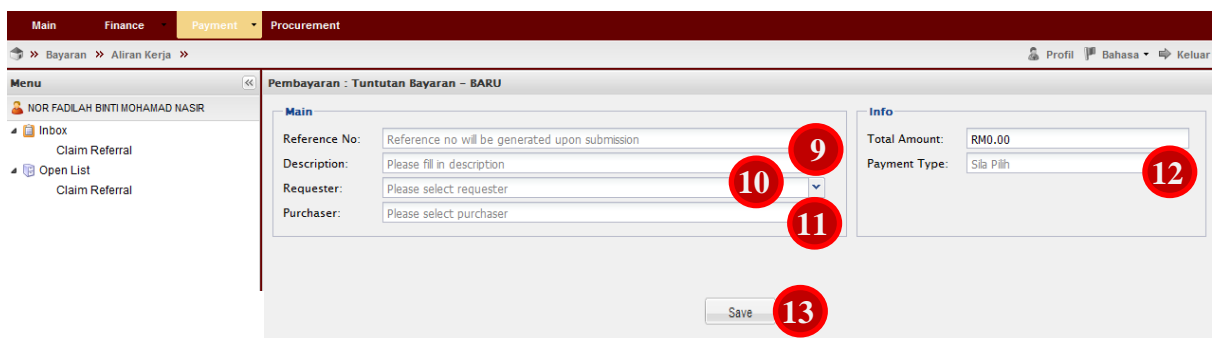 Main Finance Payment Procurement
Bayaran Aliran Kerja
Profil Bahasa Keluar
Menu
NOR FADILAH BINTI MOHAMAD NASIR
Inbox
Claim Referral
Open List
Claim Referral
Pembayaran : Tuntutan Bayaran – BARU
Main
Reference No: Reference no will be generated upon submission
9
Description: Please fill in description
10
Requester: Please select requester
Purchaser: Please select purchaser
11
Info
Total Amount: RM0.00
Payment Type: Sila Pilih
12
Save
13